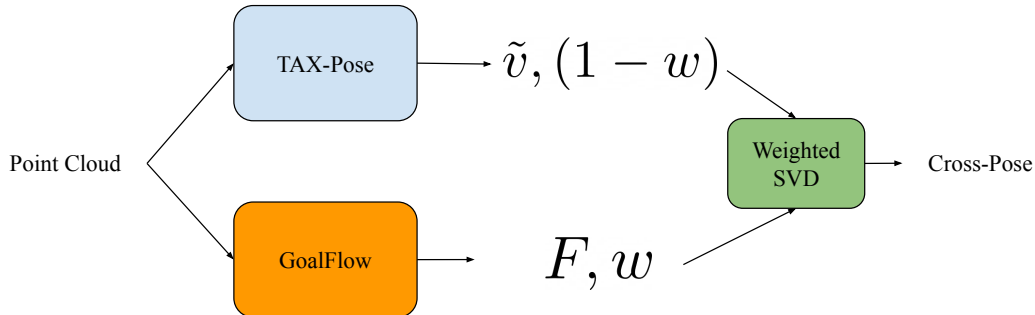 TAX-Pose
ṽ, (1 − w)
Point Cloud
Weighted
SVD
Cross-Pose
GoalFlow
F, w